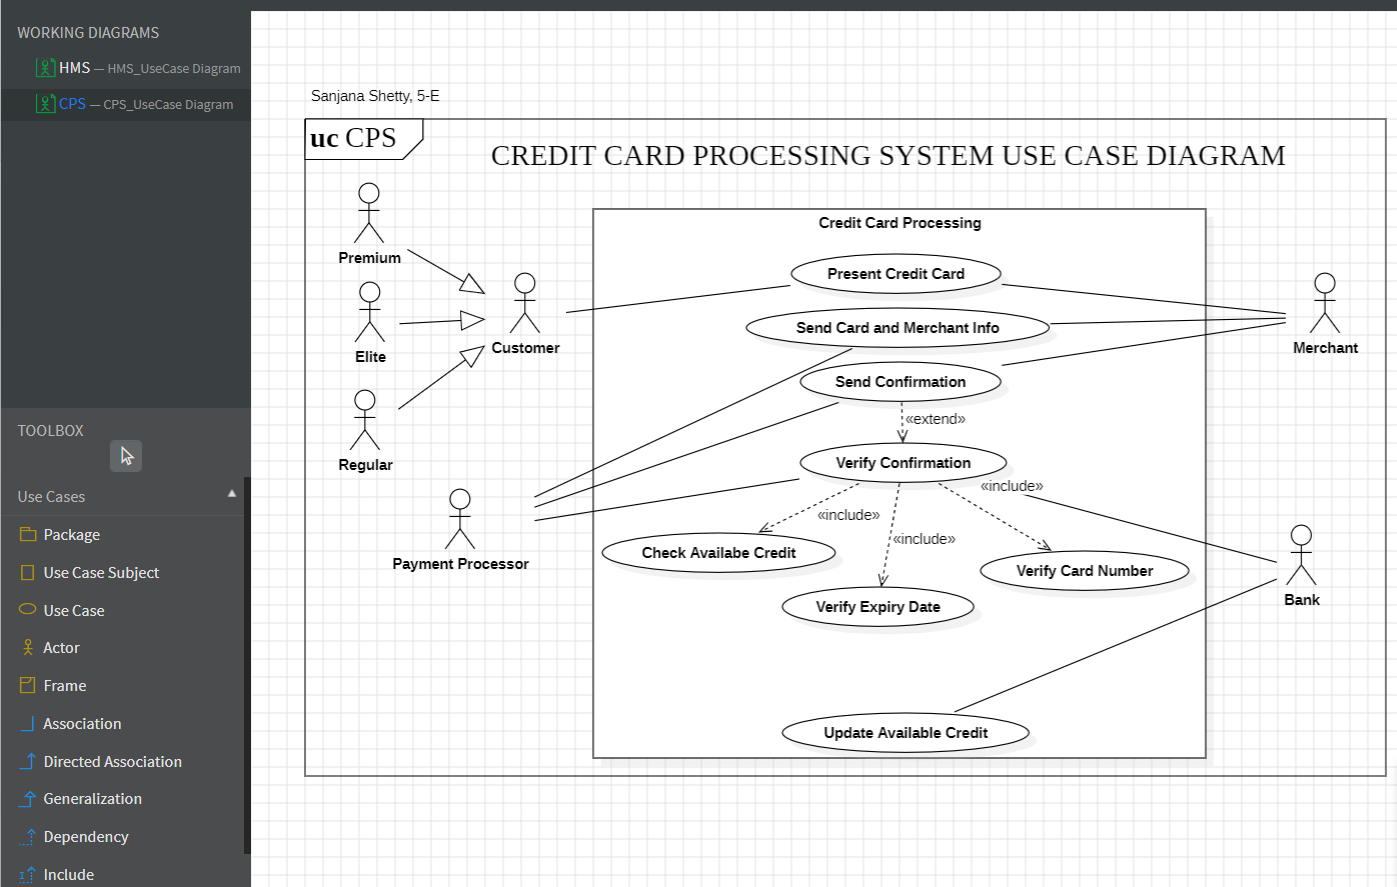 WORKING DIAGRAMS
HMS — HMS_UseCase Diagram
CPS — CPS_UseCase Diagram
TOOLBOX
Use Cases
Package
Use Case Subject
Use Case
Actor
Frame
Association
Directed Association
Generalization
Dependency
Include
Sanjana Shetty, 5-E
uc CPS
CREDIT CARD PROCESSING SYSTEM USE CASE DIAGRAM
Premium
Elite
Regular
Customer
Payment Processor
Credit Card Processing
Present Credit Card
Send Card and Merchant Info
Send Confirmation
«extend»
Verify Confirmation
«include»
«include»
«include»
Check Availabe Credit
Verify Expiry Date
Verify Card Number
Update Available Credit
Merchant
Bank